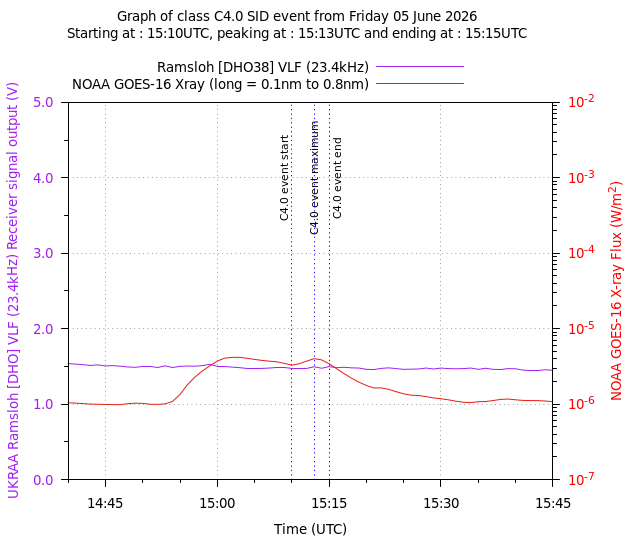 Graph of class C4.0 SID event from Friday 05 June 2026
Starting at : 15:10UTC, peaking at : 15:13UTC and ending at : 15:15UTC
Ramsloh [DHO38] VLF (23.4kHz)
NOAA GOES-16 Xray (long = 0.1nm to 0.8nm)
UKRAA Ramsloh [DHO] VLF (23.4kHz) Receiver signal output (V)
5.0
4.0
3.0
2.0
1.0
0.0
C4.0 event start
C4.0 event maximum
C4.0 event end
10^-2
10^-3
10^-4
10^-5
10^-6
10^-7
NOAA GOES-16 X-ray Flux (W/m²)
14:45
15:00
15:15
15:30
15:45
Time (UTC)